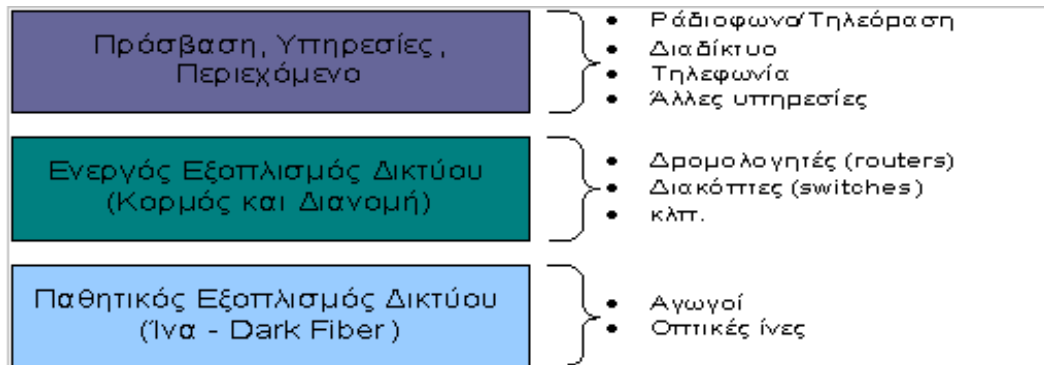 Πρόσβαση, Υπηρεσίες,
Περιεχόμενο
• Ράδιοφωνο/Τηλεόραση
• Διαδίκτυο
• Τηλεφωνία
• Άλλες υπηρεσίες
Ενεργός Εξοπλισμός Δικτύου
(Κορμός και Διανομή)
• Δρομολογητές (routers)
• Διακόπτες (switches)
• κλπ.
Παθητικός Εξοπλισμός Δικτύου
(Ίνα - Dark Fiber)
• Αγωγοί
• Οπτικές ίνες